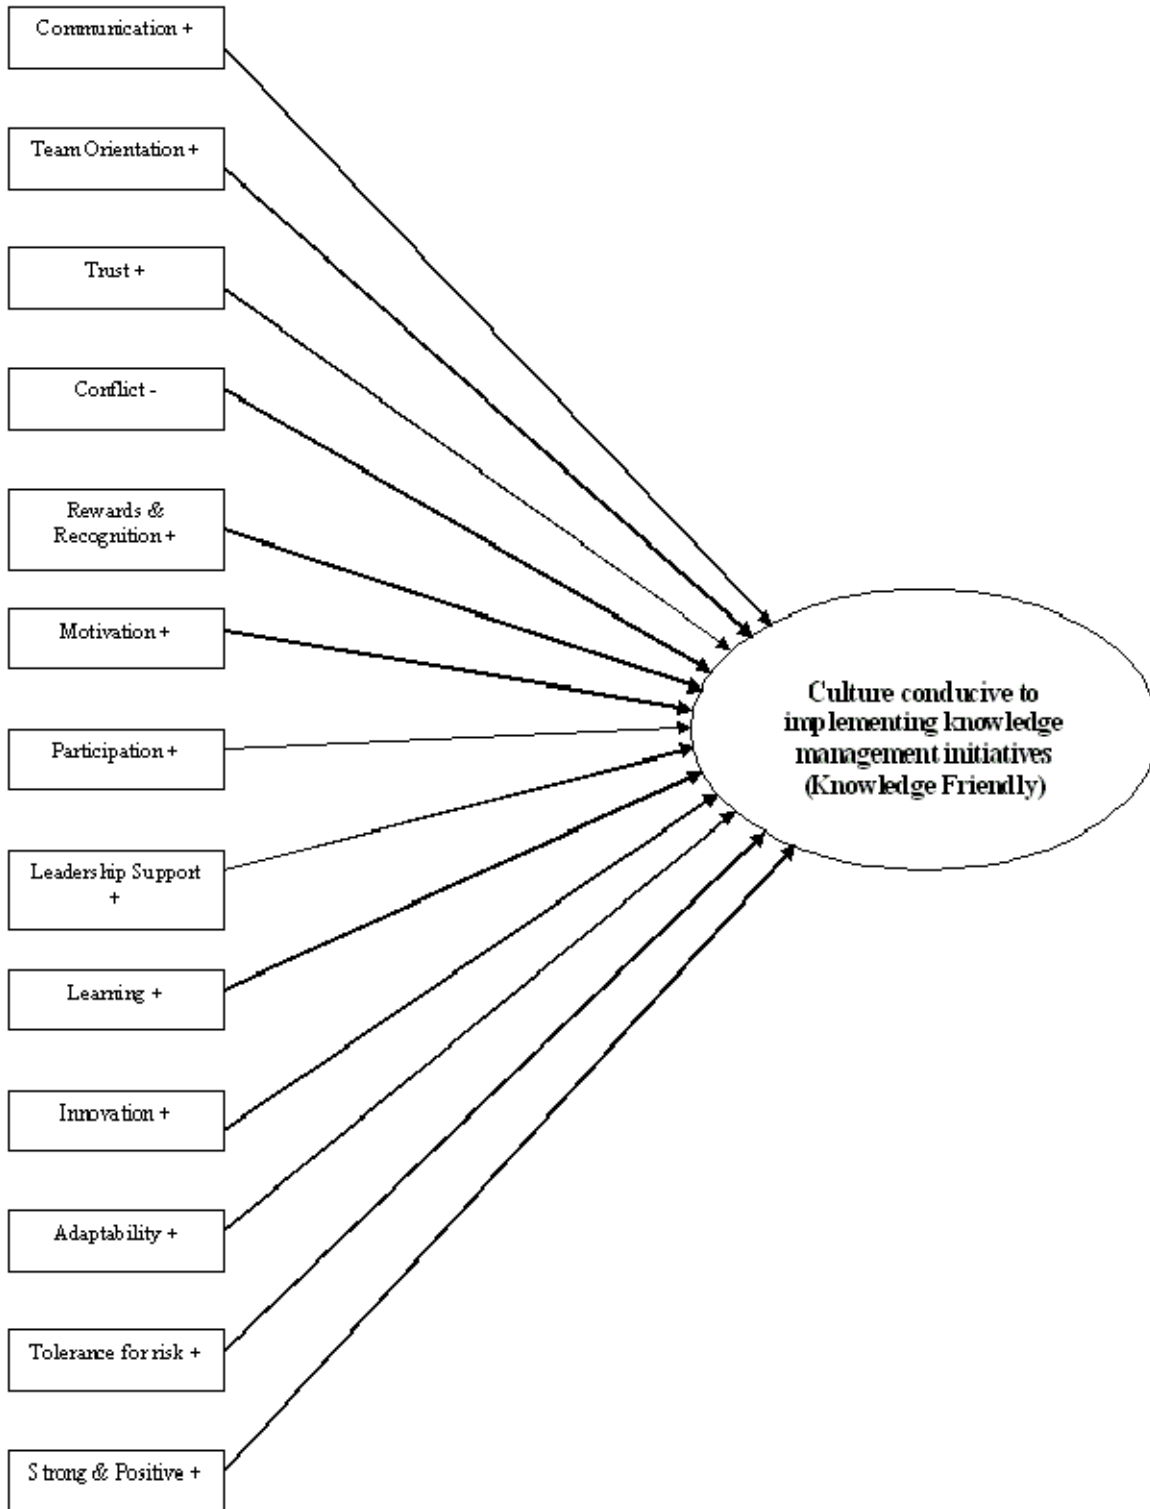 Communication +
Team Orientation +
Trust +
Conflict -
Rewards &
Recognition +
Motivation +
Participation +
Leadership Support
+
Learning +
Innovation +
Adaptability +
Tolerance for risk +
Strong & Positive +
Culture conducive to
implementing knowledge
management initiatives
(Knowledge Friendly)